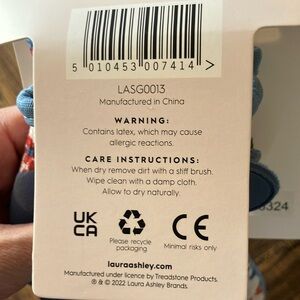 5 010453 007414 >
LASG0013
Manufactured in China
WARNING:
Contains latex, which may cause
allergic reactions.
CARE INSTRUCTIONS:
When dry remove dirt with a stiff brush.
Wipe clean with a damp cloth.
Allow to dry naturally.
UK
CA
CE
Please recycle
packaging
Minimal risks only
lauraashley.com
Manufactured under licence by Treadstone Products.
® & © 2022 Laura Ashley Brands.
3324